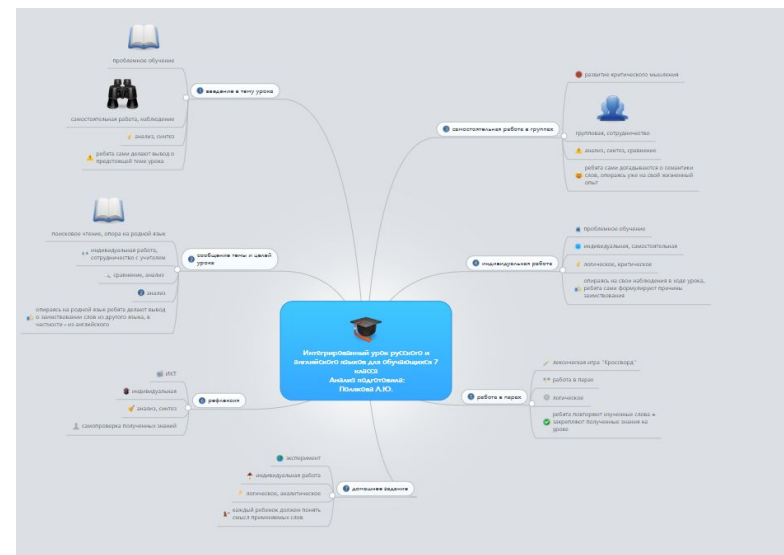 Интегрированный урок русского и
английского языков для обучающихся 7
класса
Анализ подготовила:
Полякова Л.Ю.
введение в тему урока
проблемное обучение
самостоятельная работа, наблюдение
анализ, синтез
ребята сами делают вывод о
предстоящей теме урока
сообщение темы и целей
урока
поисковое чтение, опора на родной язык
индивидуальная работа,
сотрудничество с учителем
сравнение, анализ
анализ
опираясь на родной язык ребята делают вывод
о заимствовании слов из другого языка, в
частности - из английского
самостоятельная работа в группах
развитие критического мышления
групповая, сотрудничество
анализ, синтез, сравнение
ребята сами догадываются о семантики
слов, опираясь уже на свой жизненный
опыт
индивидуальная работа
проблемное обучение
индивидуальная, самостоятельная
логическое, критическое
опираясь на свои наблюдения в ходе урока,
ребята сами формулируют причины
заимствования
работа в парах
лексическая игра "Кроссворд"
работа в парах
логическое
ребята повторяют изученные слова и
закрепляют полученные знания на
уроке
рефлексия
ИКТ
индивидуальная
анализ, синтез
самопроверка полученных знаний
домашнее задание
эксперимент
индивидуальная работа
логическое, аналитическое
каждый ребенок должен понять
смысл применимых слов